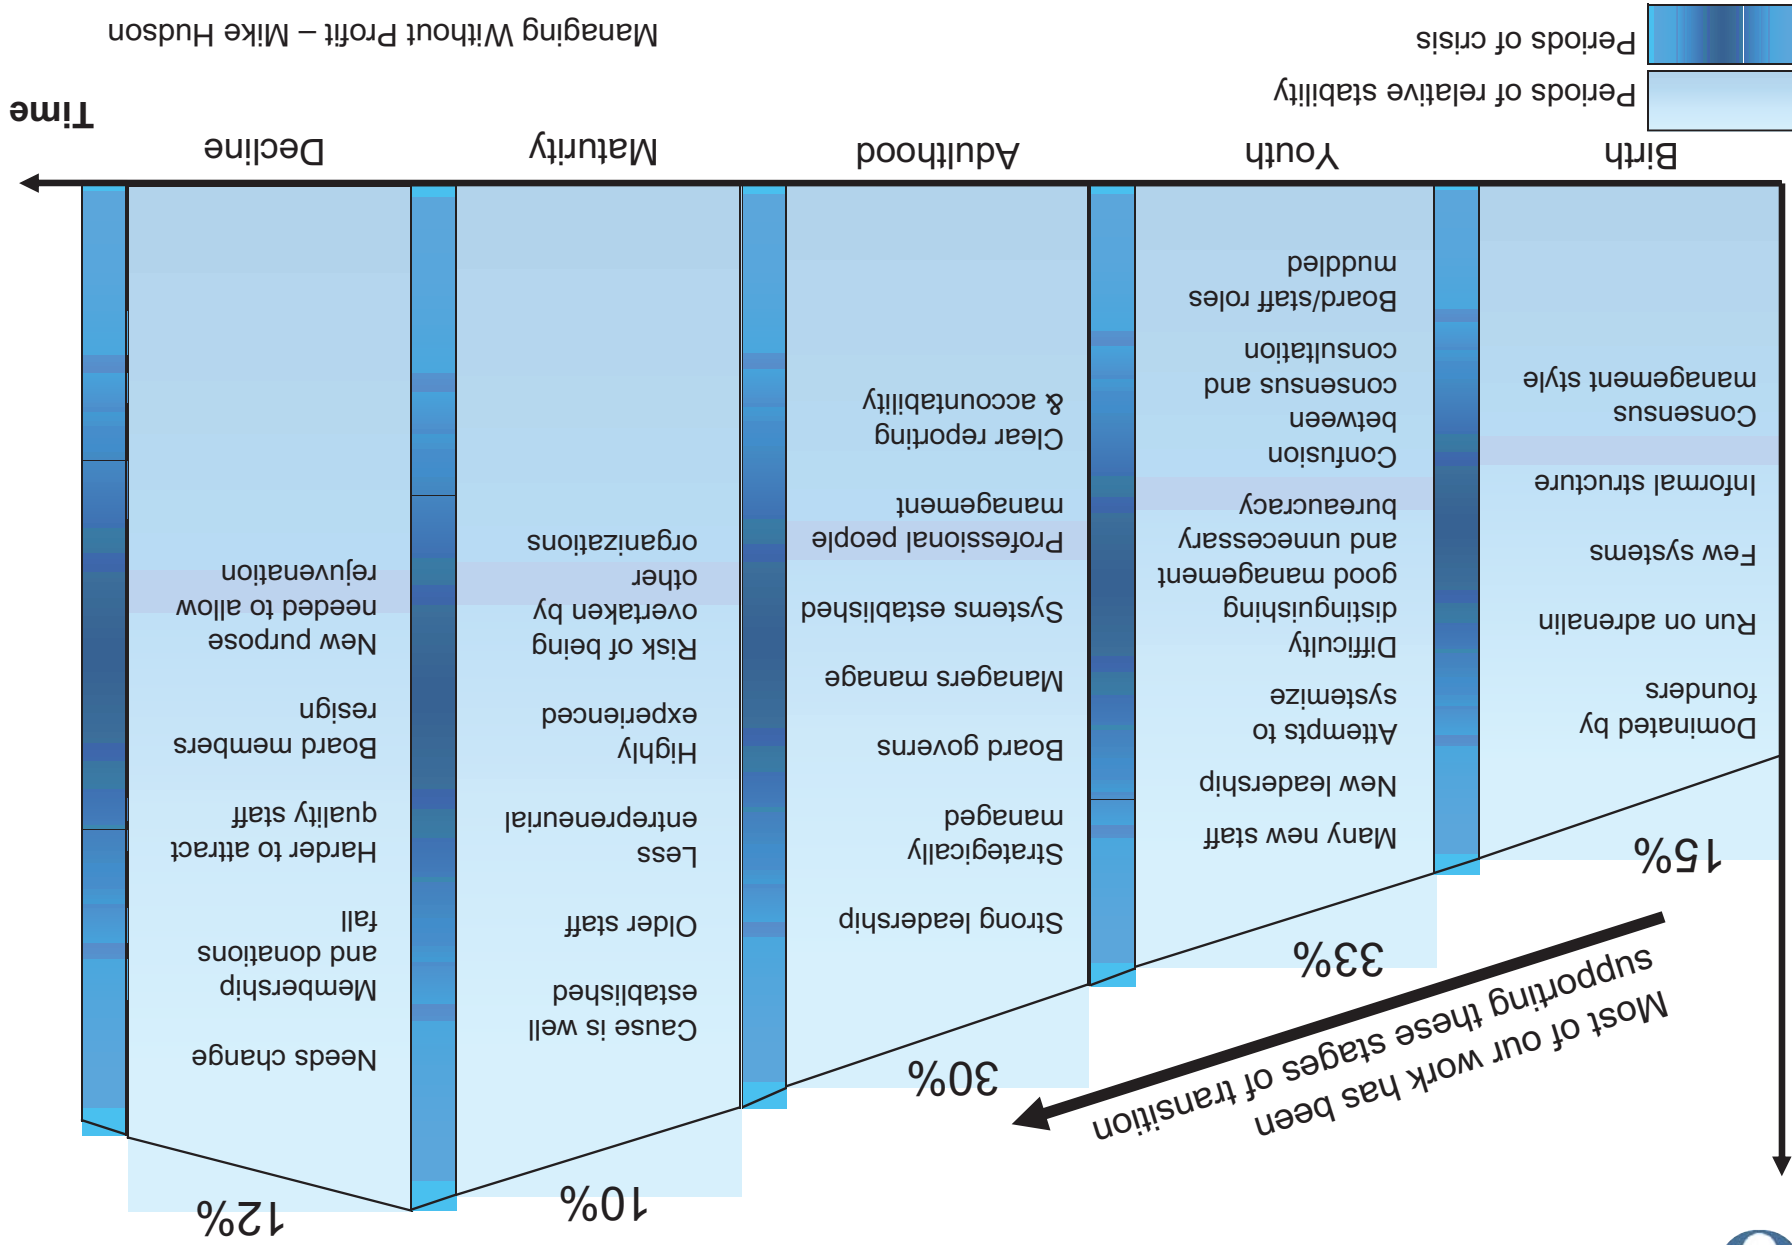 12%
10%
30%
33%
15%
Most of our work has been
supporting these stages of transition
Dominated by
founders
Run on adrenalin
Few systems
Informal structure
Consensus
management style
Many new staff
New leadership
Attempts to
systemize
Difficulty
distinguishing
good management
and unnecessary
bureaucracy
Confusion
between
consensus and
consultation
Board/staff roles
muddled
Strong leadership
Strategically
managed
Board governs
Managers manage
Systems established
Professional people
management
Clear reporting
& accountability
Cause is well
established
Older staff
Less
entrepreneurial
Highly
experienced
Risk of being
overtaken by
other
organizations
Needs change
Membership
and donations
fall
Harder to attract
quality staff
Board members
resign
New purpose
needed to allow
rejuvenation
Birth
Youth
Adulthood
Maturity
Decline
Time
Periods of relative stability
Periods of crisis
Managing Without Profit – Mike Hudson